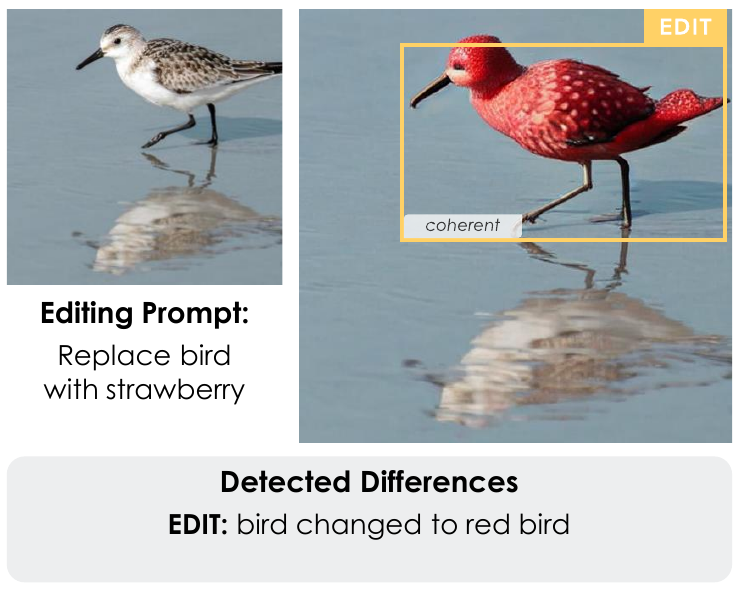 EDIT
coherent
Editing Prompt:
Replace bird
with strawberry
Detected Differences
EDIT: bird changed to red bird